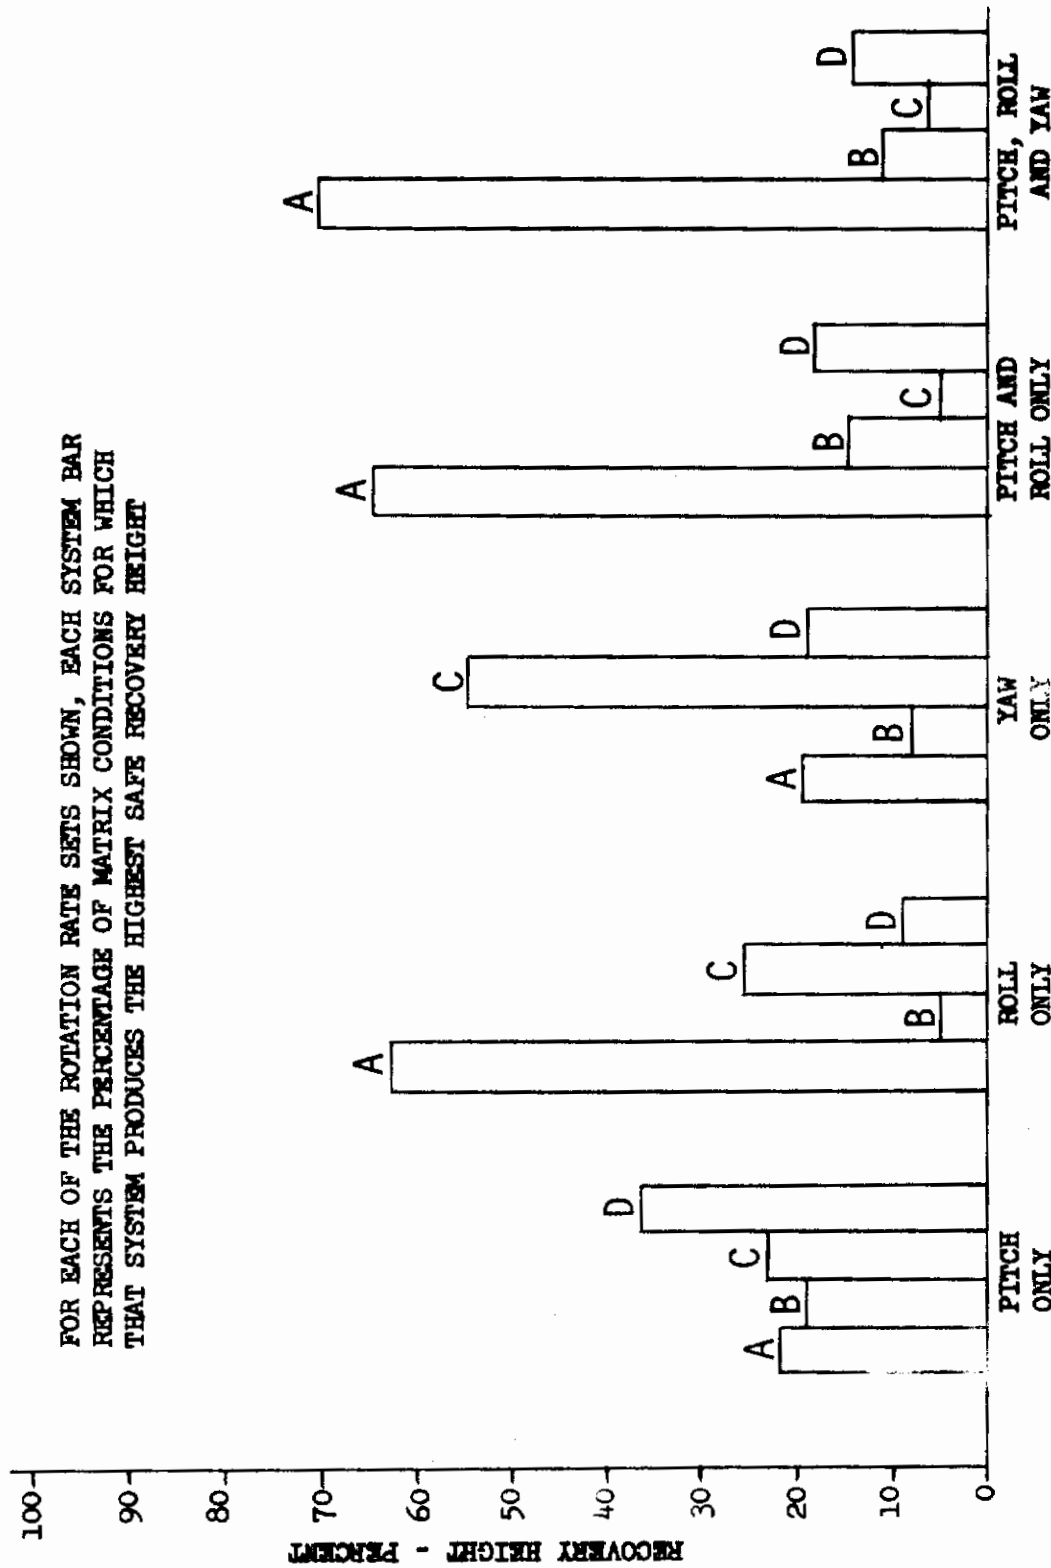 FOR EACH OF THE ROTATION RATE SETS SHOWN, EACH SYSTEM BAR
REPRESENTS THE PERCENTAGE OF MATRIX CONDITIONS FOR WHICH
THAT SYSTEM PRODUCES THE HIGHEST SAFE RECOVERY HEIGHT
RECOVERY HEIGHT - PERCENT
100
90
80
70
60
50
40
30
20
10
0
A
B
C
D
PITCH
ONLY
A
B
C
D
ROLL
ONLY
A
B
C
D
YAW
ONLY
A
B
C
D
PITCH AND
ROLL ONLY
A
B
C
D
PITCH, ROLL
AND YAW